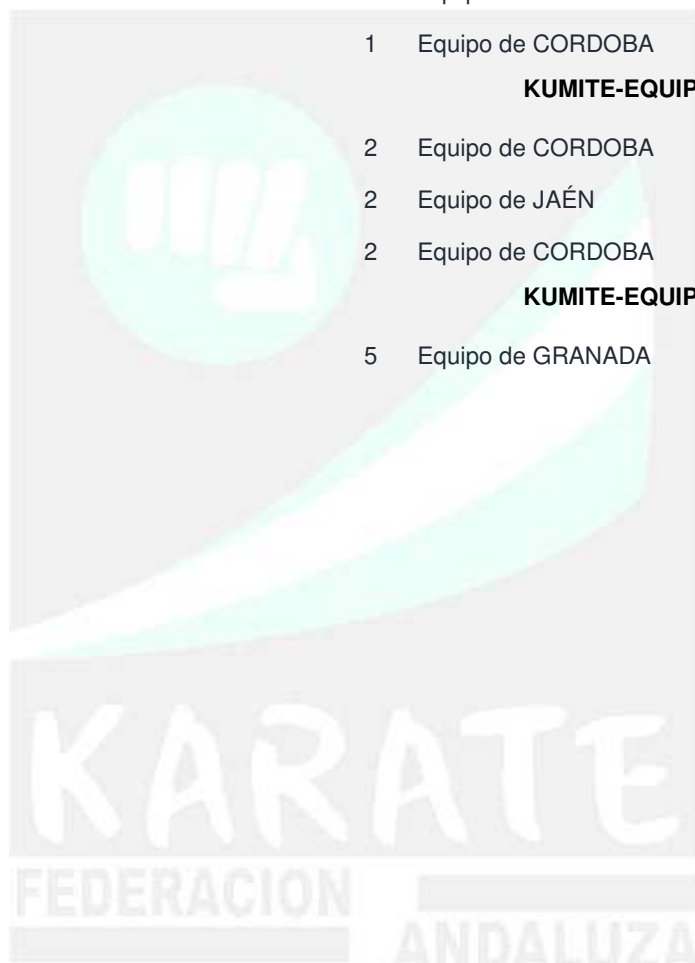 1 Equipo de CORDOBA
KUMITE-EQUIP
2 Equipo de CORDOBA
2 Equipo de JAÉN
2 Equipo de CORDOBA
KUMITE-EQUIP
5 Equipo de GRANADA
KARATE
FEDERACION
ANDALUZA